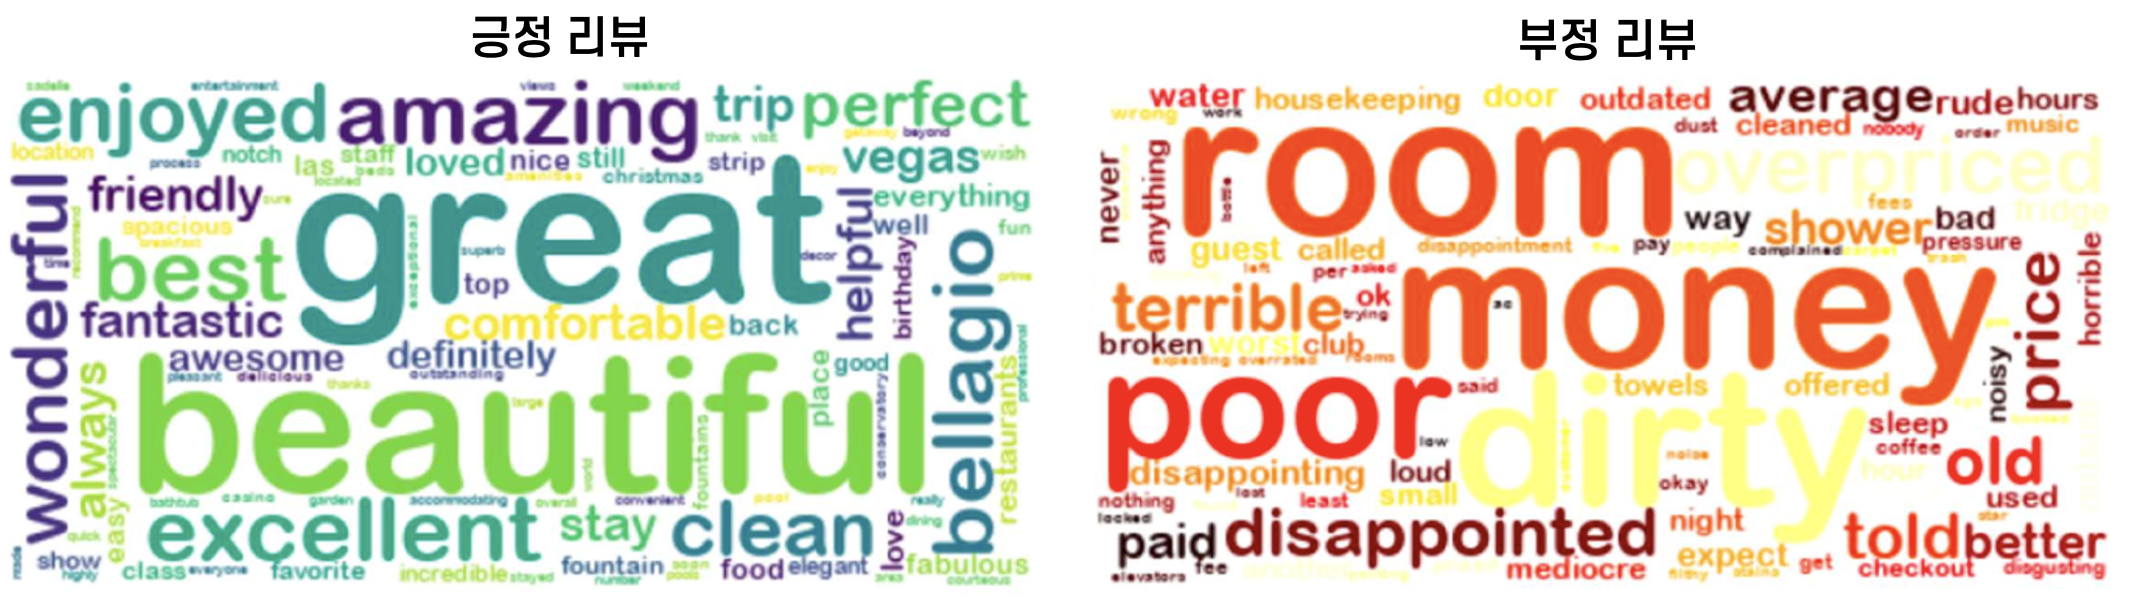 긍정 리뷰
부정 리뷰
entertainment
views
weekend
enjoyed
amazing
trip
perfect
thank
visit
getaway
beyond
location
process
notch
las
staff
beds
located
loved
nice
still
amenities
christmas
strip
enjoy
vegas
wish
wonderful
friendly
sure
great
helpful
everything
spacious
breakfast
well
fun
recommend
time
best
exceptional
superb
top
decor
birthday
bellagio
prime
fantastic
comfortable
back
awesome
definitely
pleasant
delicious
outstanding
thanks
place
good
professional
always
spectacular
beautiful
large
fountains
world
conservatory
restaurants
bathtub
casino
garden
accommodating
overall
convenient
pool
really
excellent
stay
clean
love
dining
quick
easy
made
show
highly
class
everyone
favorite
incredible
stayed
fountain
number
soon
pools
food
elegant
area
fabulous
courteous
water
housekeeping
door
outdated
average
rude
hours
wrong
work
dust
cleaned
nobody
order
music
never
anything
room
bottle
overpriced
fees
fridge
way
shower
bad
guest
called
disappointment
five
pay
people
complained
carpet
pressure
trash
left
per
asked
terrible
ok
trying
money
ac
price
horrible
broken
worst
club
expecting
overrated
rooms
noisy
poor
said
dirty
towels
offered
low
customer
sleep
coffee
disappointing
loud
noise
hour
old
nothing
lost
least
small
okay
used
locked
star
paid
disappointed
night
told
better
elevators
fee
another
mediocre
expect
filthy
stains
get
checkout
disgusting